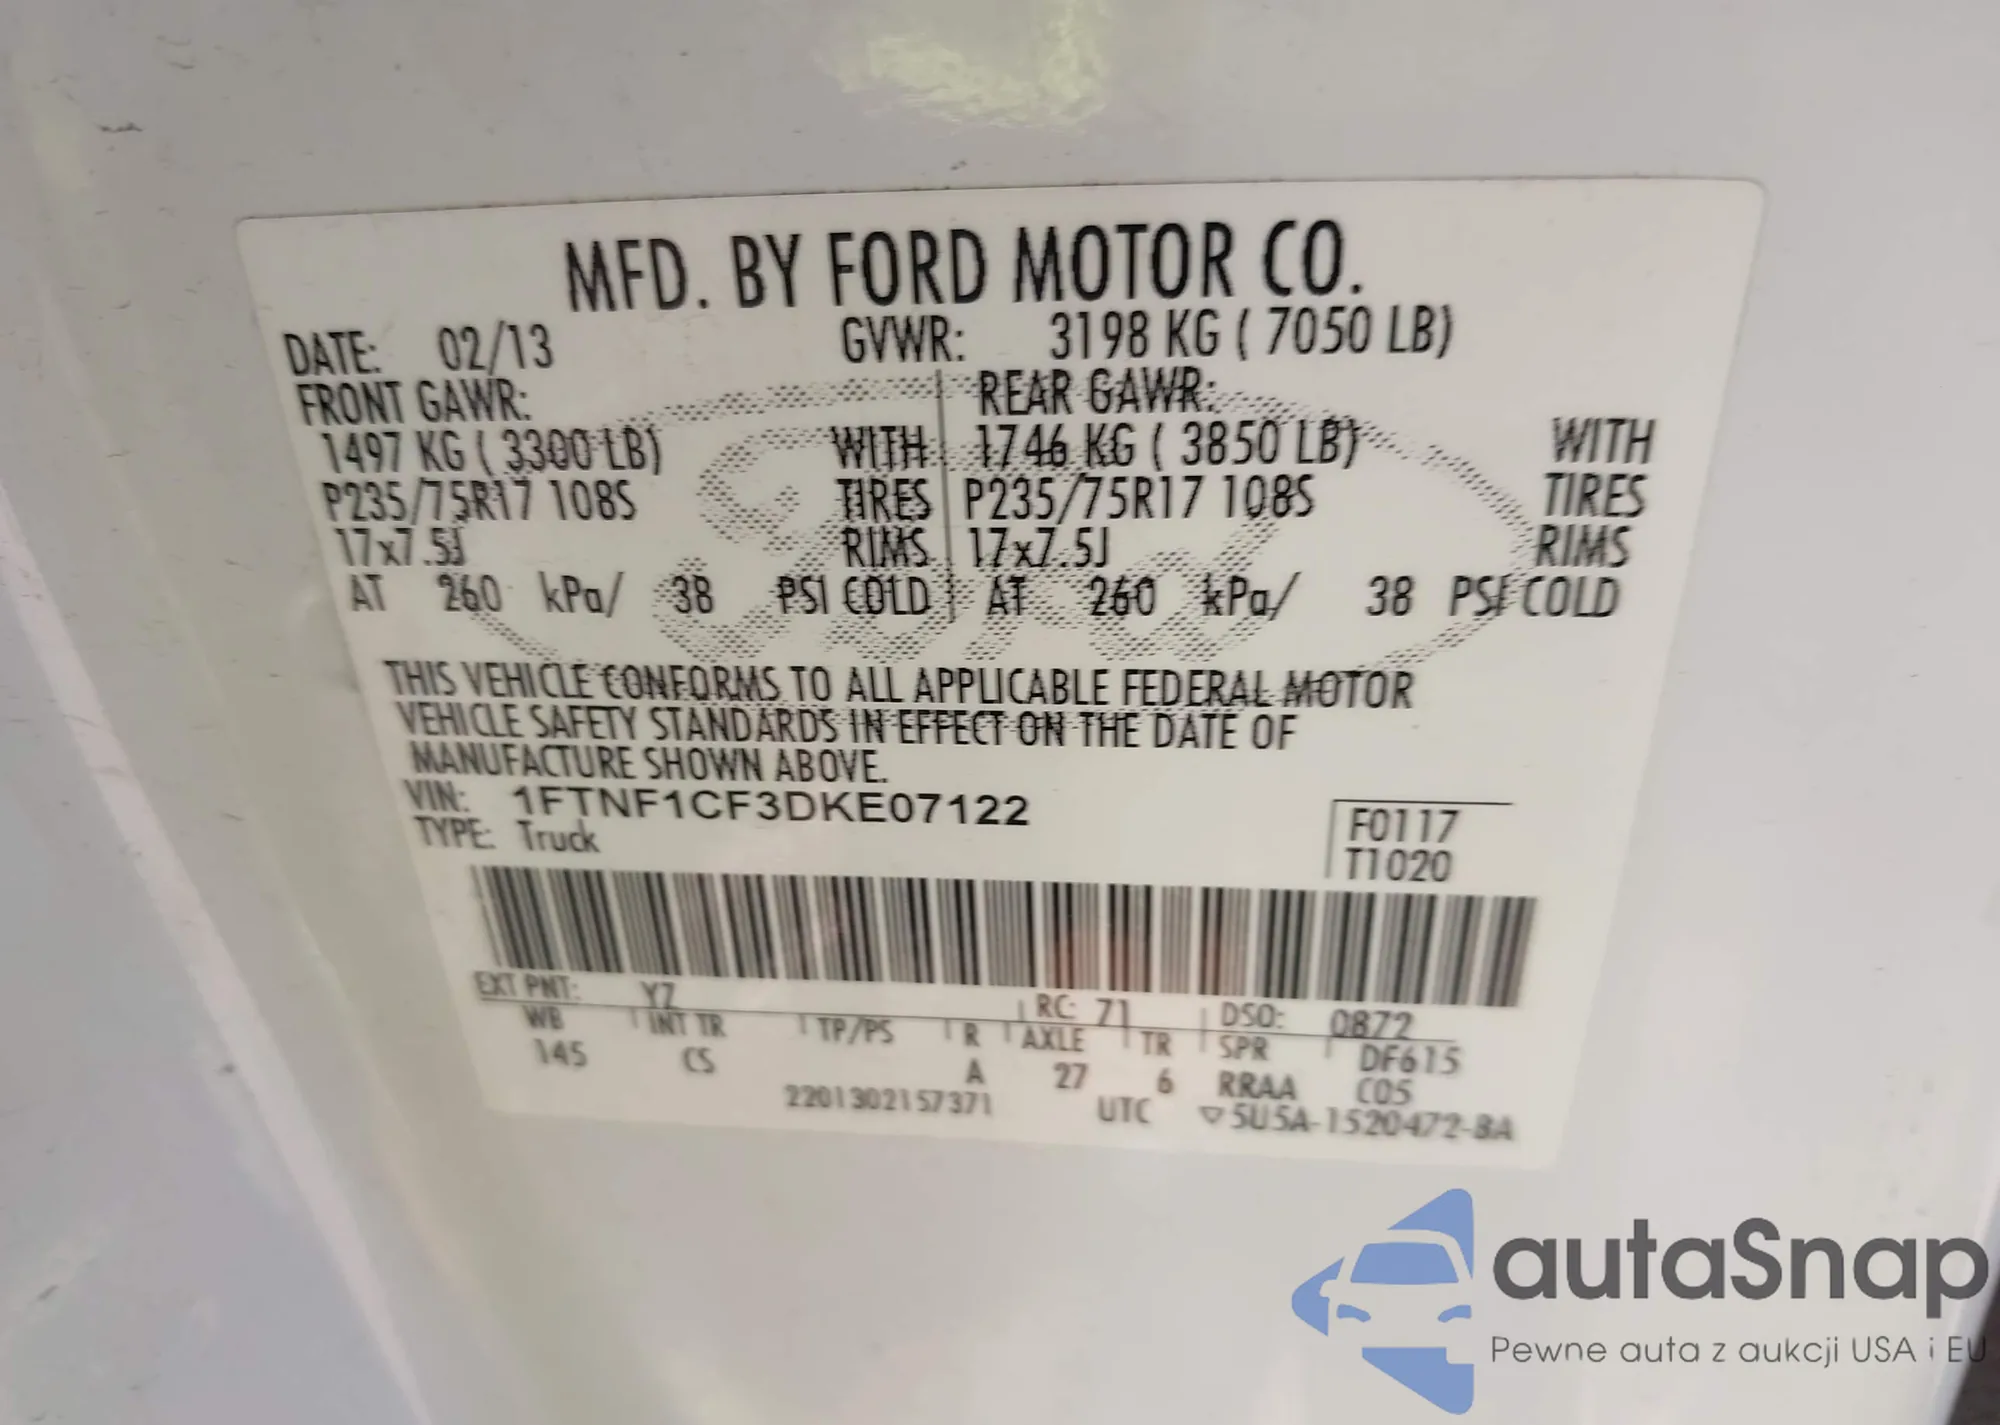 MFD. BY FORD MOTOR CO.
DATE: 02/13 GVWR: 3198 KG ( 7050 LB)
FRONT GAWR: REAR GAWR:
1497 KG ( 3300 LB) WITH 1746 KG ( 3850 LB) WITH
P235/75R17 108S TIRES P235/75R17 108S TIRES
17x7.5J RIMS 17x7.5J RIMS
AT 260 kPa/ 38 PSI COLD AT 260 kPa/ 38 PSI COLD
THIS VEHICLE CONFORMS TO ALL APPLICABLE FEDERAL MOTOR
VEHICLE SAFETY STANDARDS IN EFFECT ON THE DATE OF
MANUFACTURE SHOWN ABOVE.
VIN: 1FTNF1CF3DKE07122 F0117
TYPE: Truck T1020
EXT PNT: YZ RC: 71 DSO: 0872
WB INT TR TP/PS R AXLE TR SPR DF615
145 CS A 27 6 RRAA C05
2201302157371 UTC ▽5U5A-1520472-BA
autaSnap
Pewne auta z aukcji USA i EU